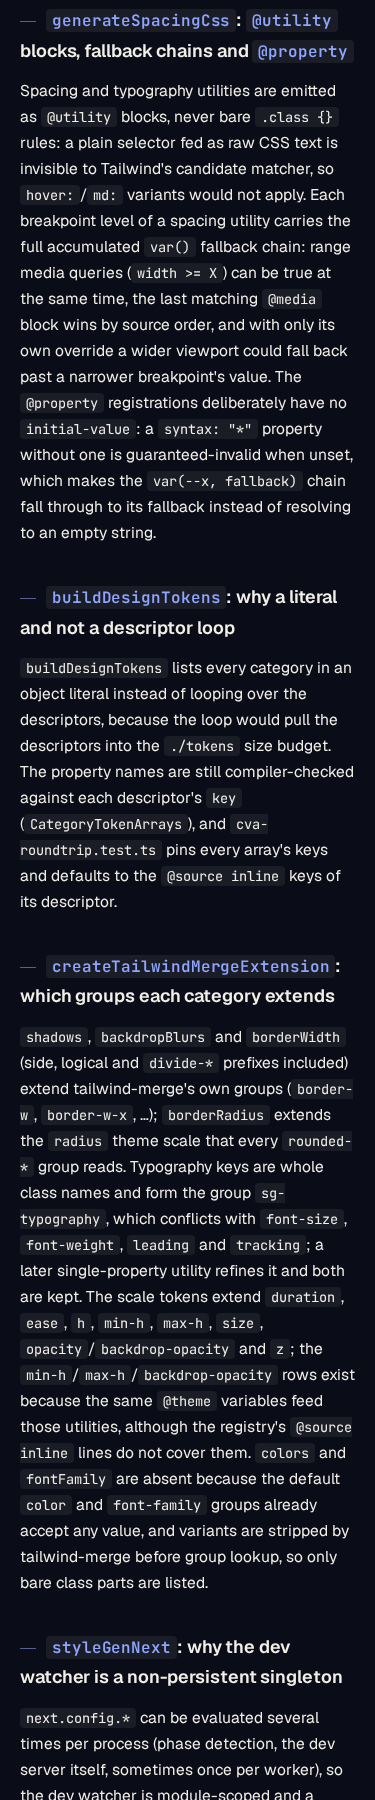 — generateSpacingCss: @utility
blocks, fallback chains and @property
Spacing and typography utilities are emitted
as @utility blocks, never bare .class {}
rules: a plain selector fed as raw CSS text is
invisible to Tailwind's candidate matcher, so
hover:/md: variants would not apply. Each
breakpoint level of a spacing utility carries the
full accumulated var() fallback chain: range
media queries (width >= X) can be true at
the same time, the last matching @media
block wins by source order, and with only its
own override a wider viewport could fall back
past a narrower breakpoint's value. The
@property registrations deliberately have no
initial-value: a syntax: "*" property
without one is guaranteed-invalid when unset,
which makes the var(--x, fallback) chain
fall through to its fallback instead of resolving
to an empty string.
— buildDesignTokens: why a literal
and not a descriptor loop
buildDesignTokens lists every category in an
object literal instead of looping over the
descriptors, because the loop would pull the
descriptors into the ./tokens size budget.
The property names are still compiler-checked
against each descriptor's key
(CategoryTokenArrays), and cva-
roundtrip.test.ts pins every array's keys
and defaults to the @source inline keys of
its descriptor.
— createTailwindMergeExtension:
which groups each category extends
shadows, backdropBlurs and borderWidth
(side, logical and divide-* prefixes included)
extend tailwind-merge's own groups (border-
w, border-w-x, …); borderRadius extends
the radius theme scale that every rounded-
* group reads. Typography keys are whole
class names and form the group sg-
typography, which conflicts with font-size,
font-weight, leading and tracking; a
later single-property utility refines it and both
are kept. The scale tokens extend duration,
ease, h, min-h, max-h, size,
opacity/backdrop-opacity and z; the
min-h/max-h/backdrop-opacity rows exist
because the same @theme variables feed
those utilities, although the registry's @source
inline lines do not cover them. colors and
fontFamily are absent because the default
color and font-family groups already
accept any value, and variants are stripped by
tailwind-merge before group lookup, so only
bare class parts are listed.
— styleGenNext: why the dev
watcher is a non-persistent singleton
next.config.* can be evaluated several
times per process (phase detection, the dev
server itself, sometimes once per worker), so
the dev watcher is module-scoped and a